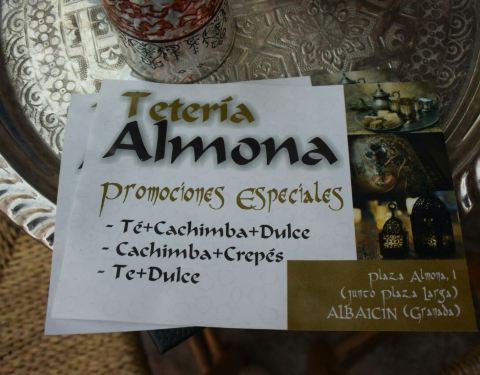 Tetería
Almona
Promociones Especiales
- Té+Cachimba+Dulce
- Cachimba+Crepés
- Te+Dulce
Plaza Almona, 1
(junto Plaza Larga)
ALBAICIN (Granada)